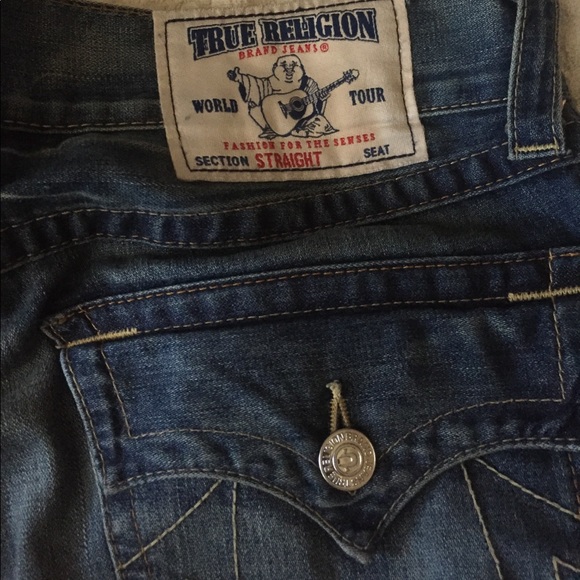 TRUE RELIGION
BRAND JEANS®
WORLD TOUR
FASHION FOR THE SENSES
SECTION STRAIGHT SEAT